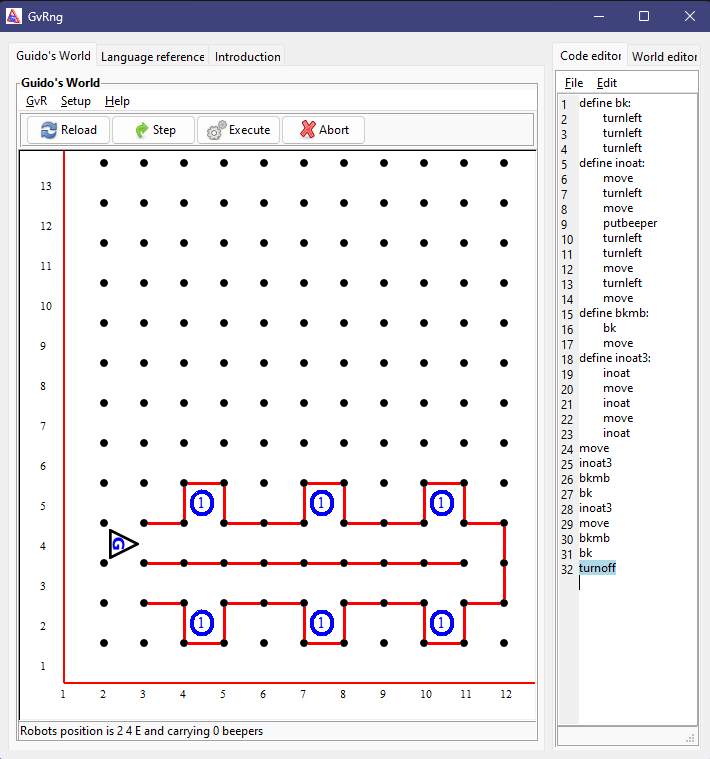 GvRng
Guido's World Language reference Introduction
Guido's World
GvR Setup Help
Reload Step Execute Abort
13
12
11
10
9
8
7
6
5 1 1 1
4 G
3
2 1 1 1
1
1 2 3 4 5 6 7 8 9 10 11 12
Robots position is 2 4 E and carrying 0 beepers
Code editor World editor
File Edit
1 define bk:
2 turnleft
3 turnleft
4 turnleft
5 define inoat:
6 move
7 turnleft
8 move
9 putbeeper
10 turnleft
11 turnleft
12 move
13 turnleft
14 move
15 define bkmb:
16 bk
17 move
18 define inoat3:
19 inoat
20 move
21 inoat
22 move
23 inoat
24 move
25 inoat3
26 bkmb
27 bk
28 inoat3
29 move
30 bkmb
31 bk
32 turnoff